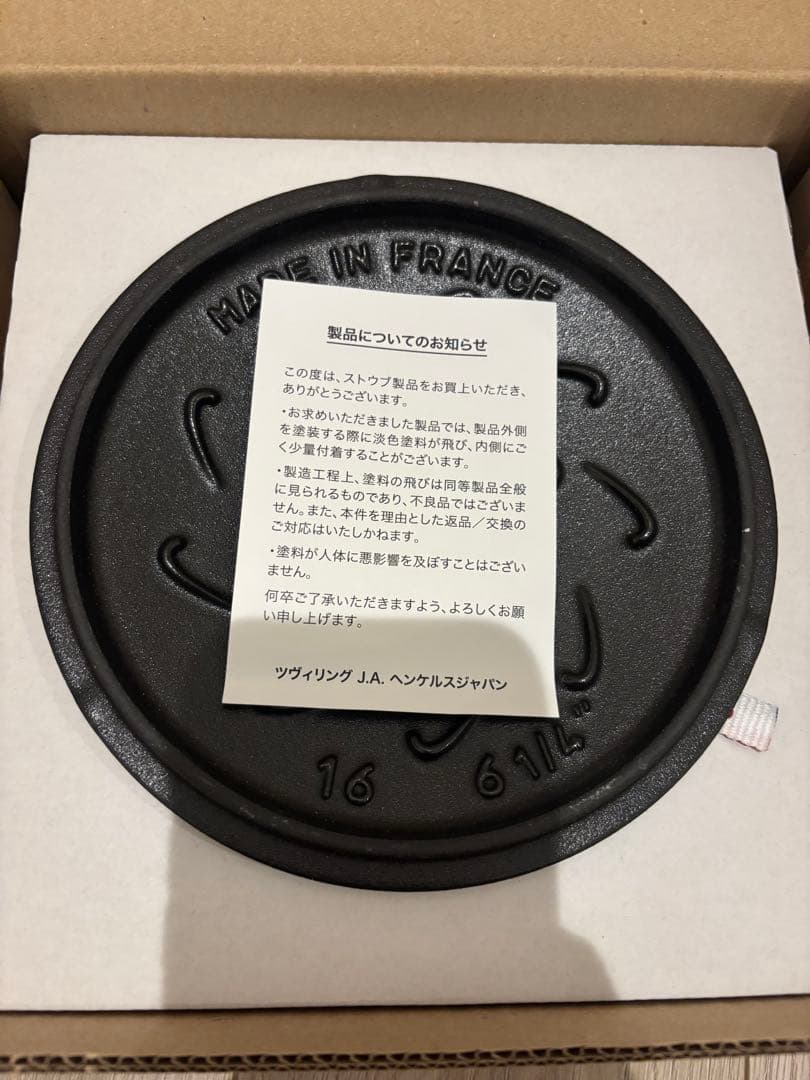 MADE IN FRANCE
製品についてのお知らせ
この度は、ストウブ製品をお買上いただき、
ありがとうございます。
・お求めいただきました製品では、製品外側
を塗装する際に淡色塗料が飛び、内側にご
く少量付着することがございます。
・製造工程上、塗料の飛びは同等製品全般
に見られるものであり、不良品ではございま
せん。また、本件を理由とした返品／交換の
ご対応はいたしかねます。
・塗料が人体に悪影響を及ぼすことはござい
ません。
何卒ご了承いただきますよう、よろしくお願
い申し上げます。
ツヴィリング J.A. ヘンケルスジャパン
16 6 1/4"